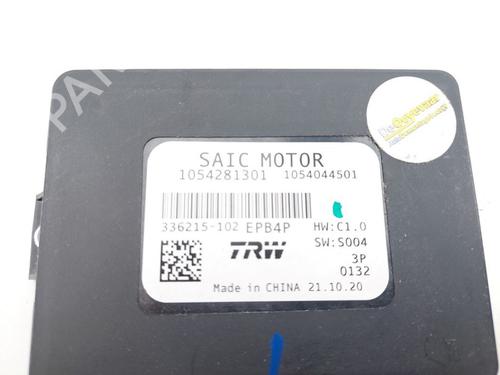 SAIC MOTOR
1054281301 1054044501
336215-102 EPB4P HW:C1.0
TRW SW:S004
3P
0132
Made in CHINA 21.10.20